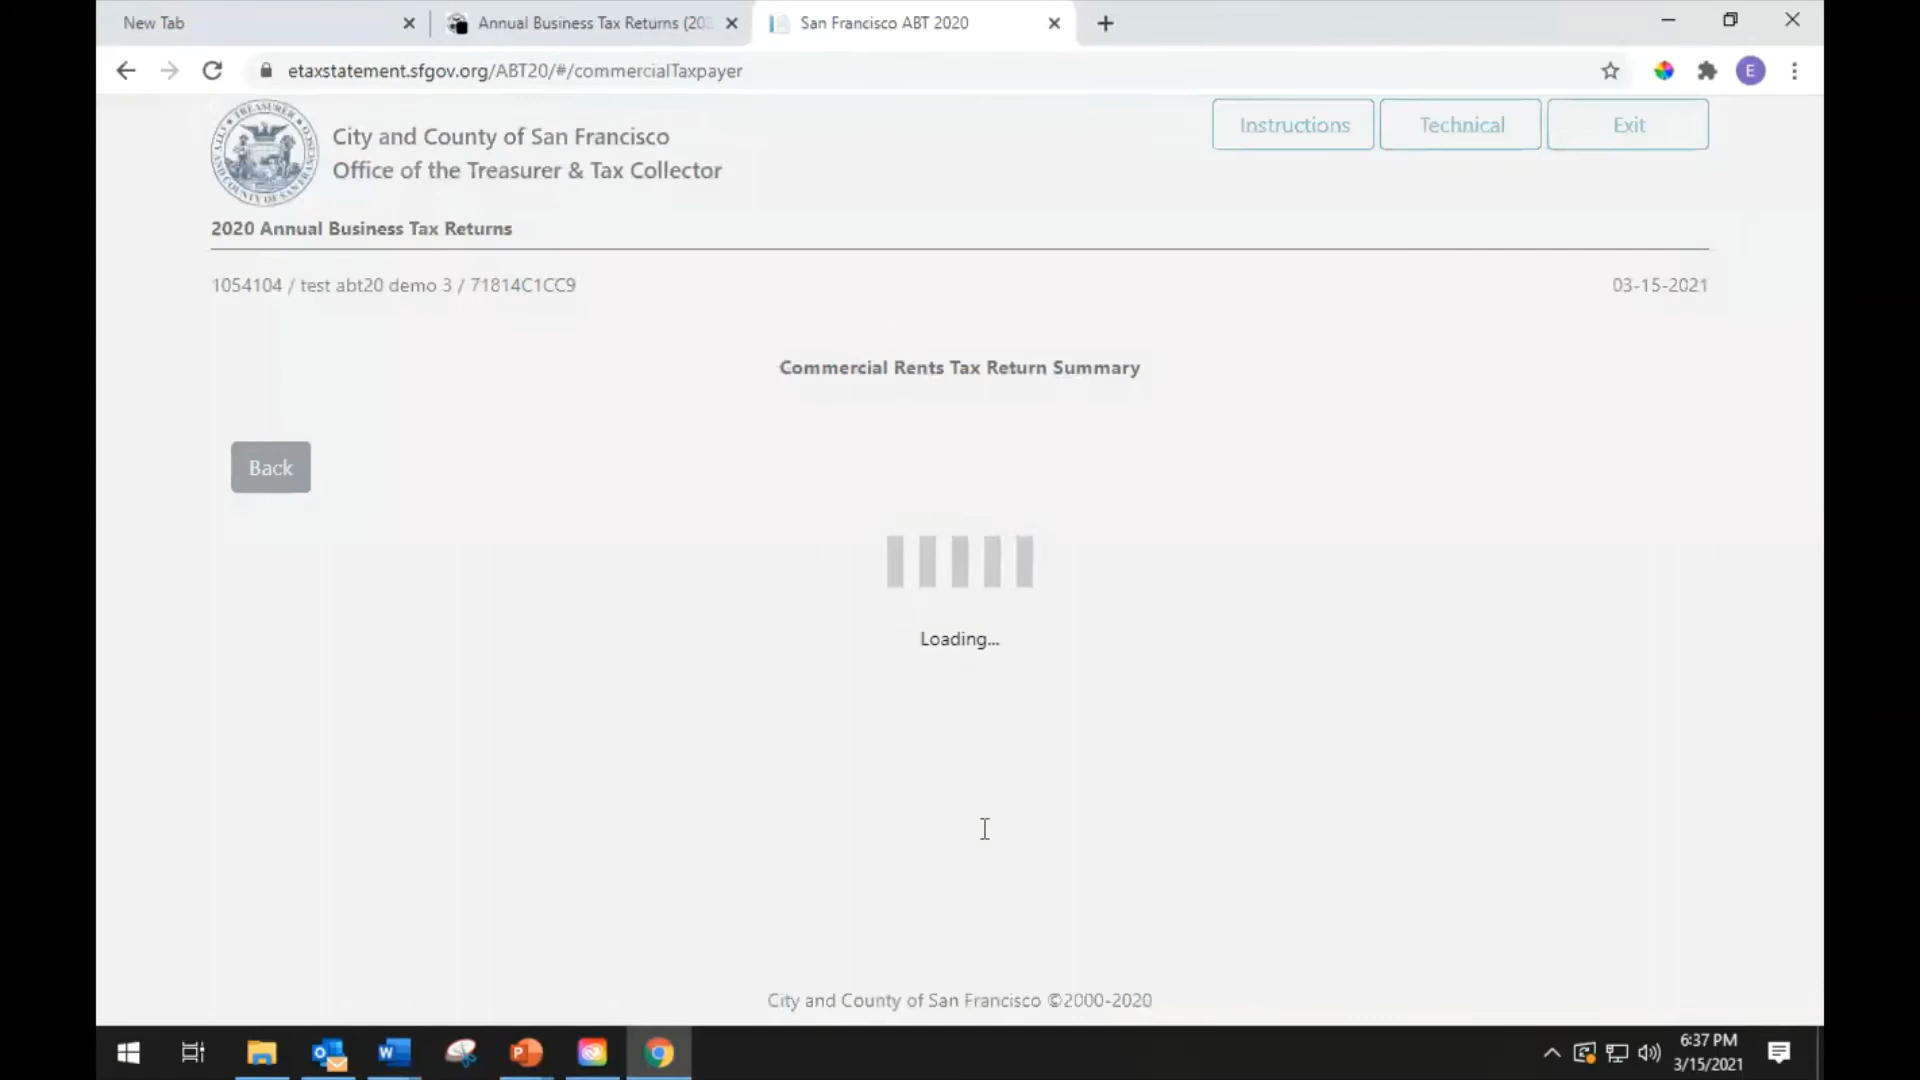 New Tab
Annual Business Tax Returns (20
San Francisco ABT 2020
etaxstatement.sfgov.org/ABT20/#/commercialTaxpayer
E
City and County of San Francisco
Office of the Treasurer & Tax Collector
Instructions
Technical
Exit
2020 Annual Business Tax Returns
1054104 / test abt20 demo 3 / 71814C1CC9
03-15-2021
Commercial Rents Tax Return Summary
Back
Loading...
City and County of San Francisco ©2000-2020
6:37 PM
3/15/2021